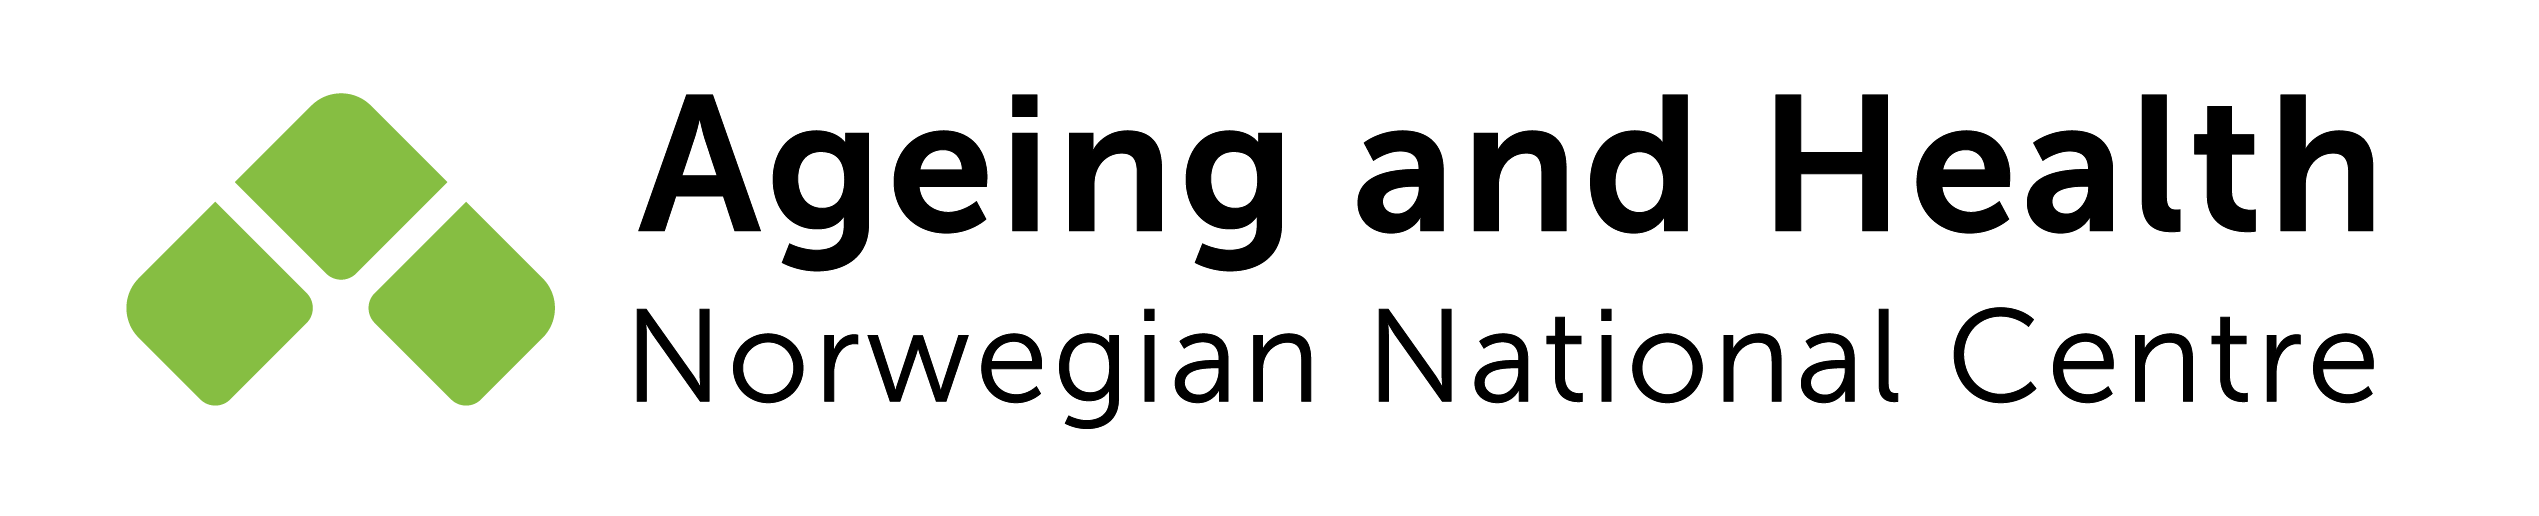 Ageing and Health
Norwegian National Centre